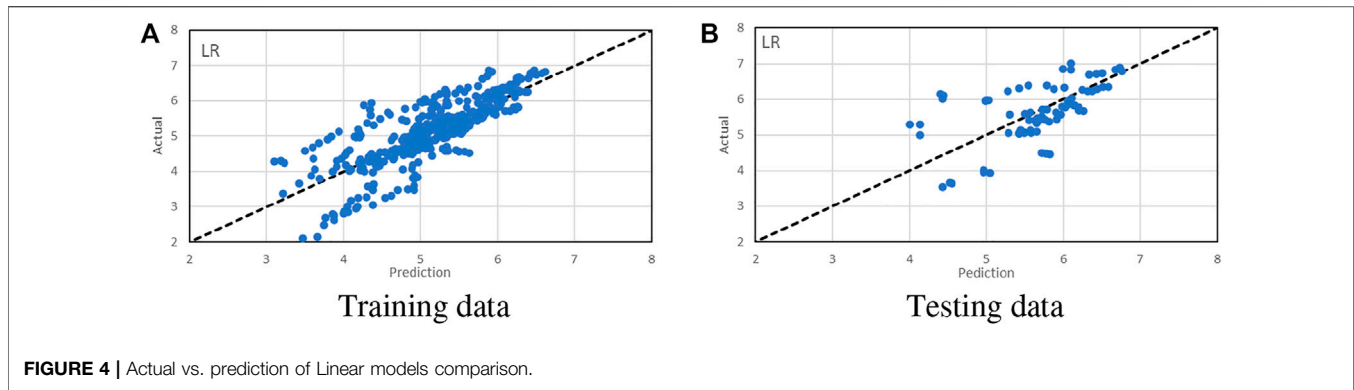 A
LR
8
7
6
5
4
3
2
Actual
2 3 4 5 6 7 8
Prediction
Training data
B
LR
8
7
6
5
4
3
2
Actual
2 3 4 5 6 7 8
Pediction
Testing data
FIGURE 4 | Actual vs. prediction of Linear models comparison.